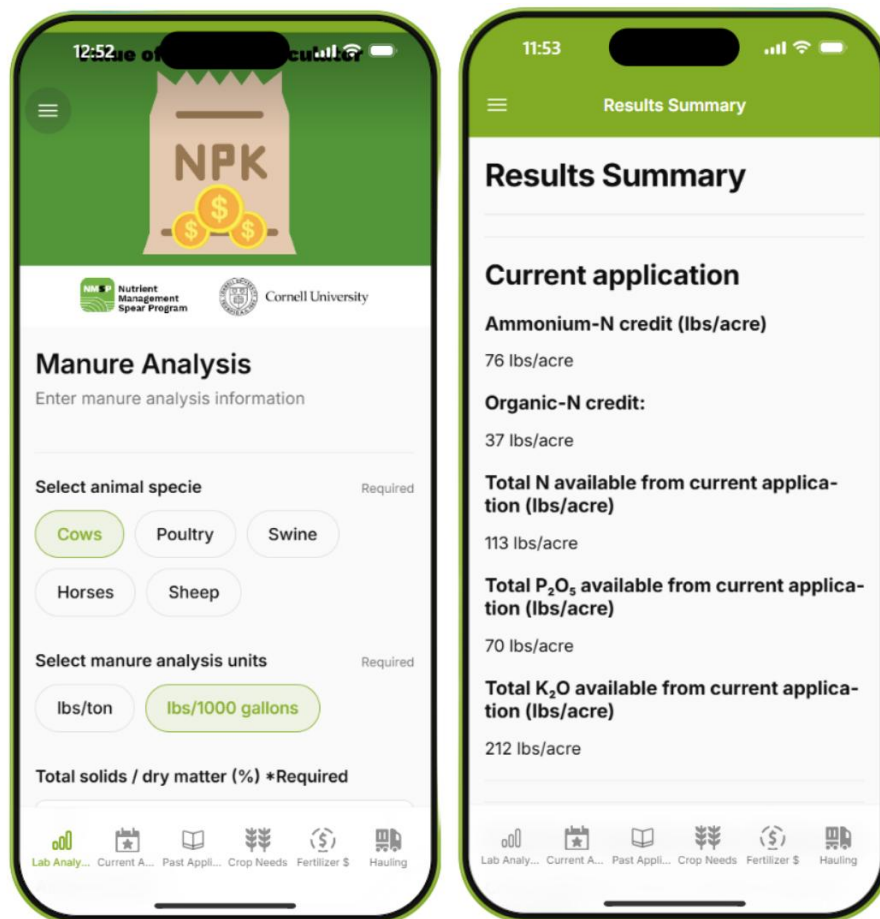 12:52
NPK
$
$
$
NMSP
Nutrient
Management
Spear Program
Cornell University
Manure Analysis
Enter manure analysis information
Select animal specie
Required
Cows
Poultry
Swine
Horses
Sheep
Select manure analysis units
Required
lbs/ton
lbs/1000 gallons
Total solids / dry matter (%) *Required
Lab Analy...
Current A...
Past Appli...
Crop Needs
Fertilizer $
Hauling
11:53
Results Summary
Results Summary
Current application
Ammonium-N credit (lbs/acre)
76 lbs/acre
Organic-N credit:
37 lbs/acre
Total N available from current applica-
tion (lbs/acre)
113 lbs/acre
Total P₂O₅ available from current applica-
tion (lbs/acre)
70 lbs/acre
Total K₂O available from current applica-
tion (lbs/acre)
212 lbs/acre
Lab Analy...
Current A...
Past Appli...
Crop Needs
Fertilizer $
Hauling